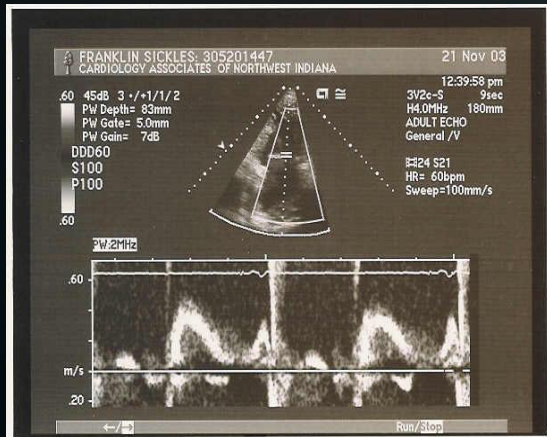 FRANKLIN SICKLES: 305201447 21 Nov 03
CARDIOLOGY ASSOCIATES OF NORTHWEST INDIANA
12:39:58 pm
.60 45dB 3 ·/+1/1/2
PW Depth= 83mm
PW Gate= 5.0mm
PW Gain= 7dB
DDD60
S100
P100
.60
3V2c-S 9sec
H4.0MHz 180mm
ADULT ECHO
General /V
24 S21
HR= 60bpm
Sweep=100mm/s
PW:2MHz
.60
m/s
.20
←/→ Run/Stop